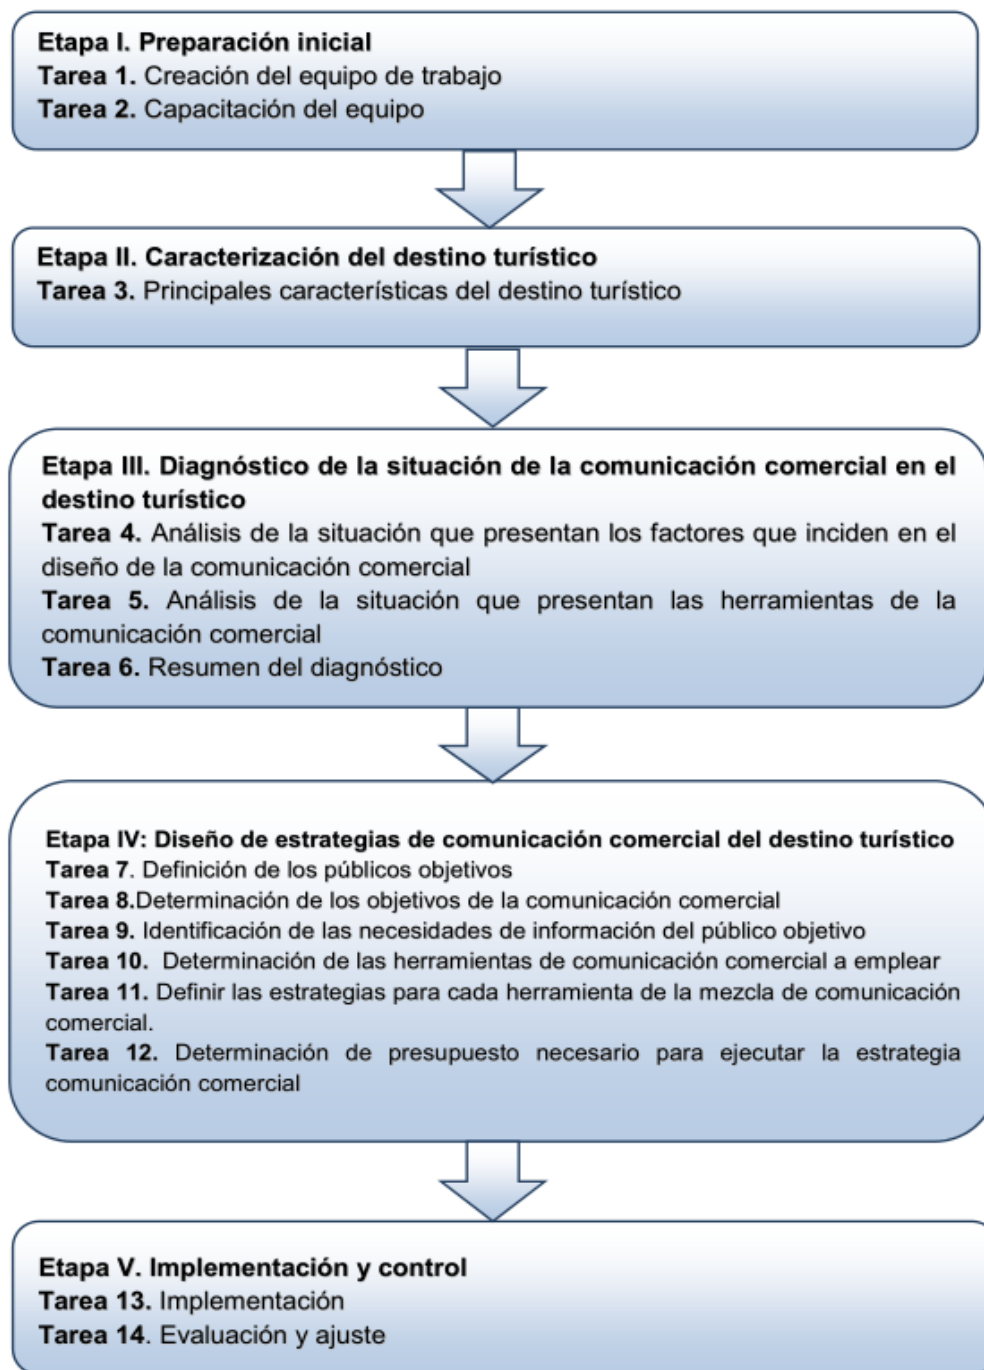 Etapa I. Preparación inicial
Tarea 1. Creación del equipo de trabajo
Tarea 2. Capacitación del equipo
Etapa II. Caracterización del destino turístico
Tarea 3. Principales características del destino turístico
Etapa III. Diagnóstico de la situación de la comunicación comercial en el
destino turístico
Tarea 4. Análisis de la situación que presentan los factores que inciden en el
diseño de la comunicación comercial
Tarea 5. Análisis de la situación que presentan las herramientas de la
comunicación comercial
Tarea 6. Resumen del diagnóstico
Etapa IV: Diseño de estrategias de comunicación comercial del destino turístico
Tarea 7. Definición de los públicos objetivos
Tarea 8.Determinación de los objetivos de la comunicación comercial
Tarea 9. Identificación de las necesidades de información del público objetivo
Tarea 10. Determinación de las herramientas de comunicación comercial a emplear
Tarea 11. Definir las estrategias para cada herramienta de la mezcla de comunicación
comercial.
Tarea 12. Determinación de presupuesto necesario para ejecutar la estrategia
comunicación comercial
Etapa V. Implementación y control
Tarea 13. Implementación
Tarea 14. Evaluación y ajuste